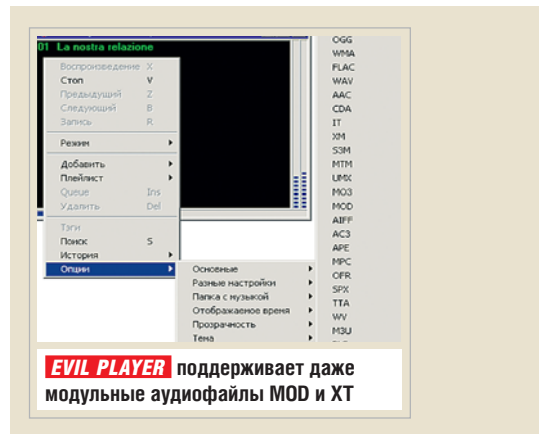 01 La nostra relazione
Воспроизведение X
Стоп V
Предыдущий Z
Следующий B
Запись R
Режим
Добавить
Плейлист
Queue Ins
Удалить Del
Тэги
Поиск S
История
Опции
Основные
Разные настройки
Папка с музыкой
Отображаемое время
Прозрачность
Тема
OGG
WMA
FLAC
WAV
AAC
CDA
IT
XM
S3M
MTM
UMX
MO3
MOD
AIFF
AC3
APE
MPC
OFR
SPX
TTA
WV
M3U
EVIL PLAYER поддерживает даже
модульные аудиофайлы MOD и XT